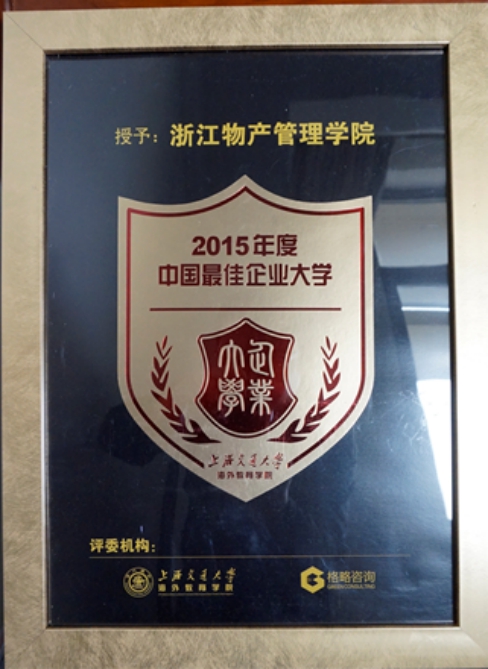 授予：浙江物产管理学院
2015年度
中国最佳企业大学
企业
大學
上海交通大學
海外教育学院
评委机构：
上海交通大學
海外教育学院
格略咨询